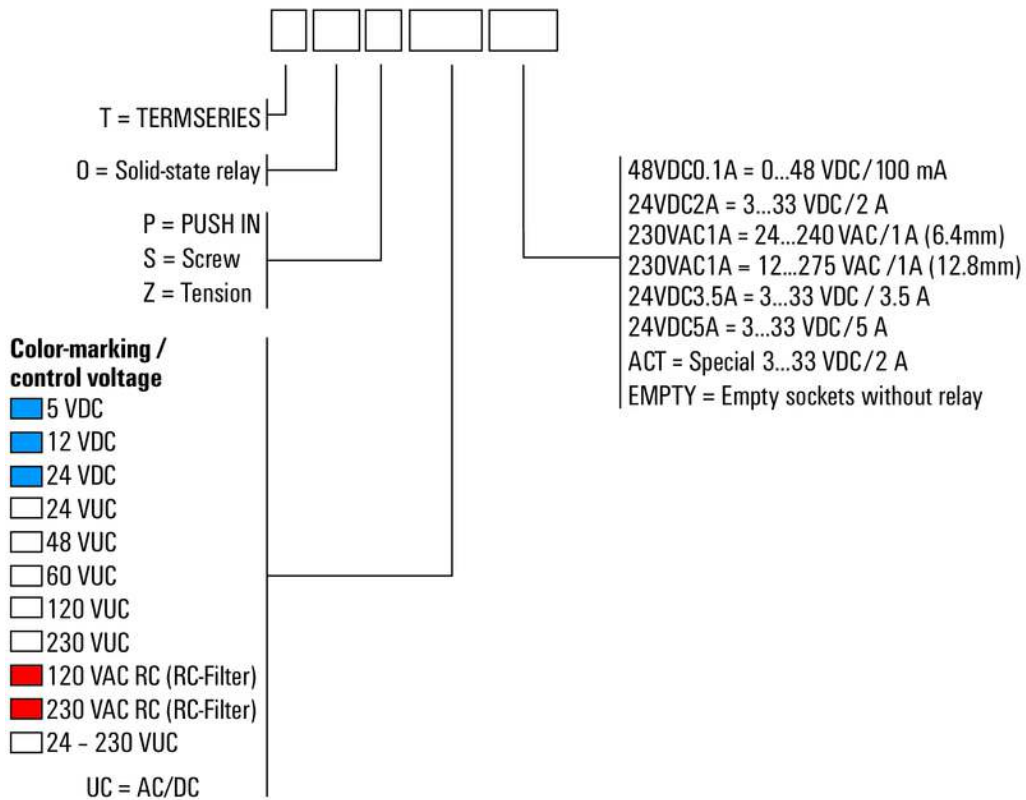 T = TERMSERIES
O = Solid-state relay
P = PUSH IN
S = Screw
Z = Tension
Color-marking /
control voltage
5 VDC
12 VDC
24 VDC
24 VUC
48 VUC
60 VUC
120 VUC
230 VUC
120 VAC RC (RC-Filter)
230 VAC RC (RC-Filter)
24 – 230 VUC
UC = AC/DC
48VDC0.1A = 0...48 VDC/100 mA
24VDC2A = 3...33 VDC/2 A
230VAC1A = 24...240 VAC/1A (6.4mm)
230VAC1A = 12...275 VAC /1A (12.8mm)
24VDC3.5A = 3...33 VDC / 3.5 A
24VDC5A = 3...33 VDC/5 A
ACT = Special 3...33 VDC/2 A
EMPTY = Empty sockets without relay